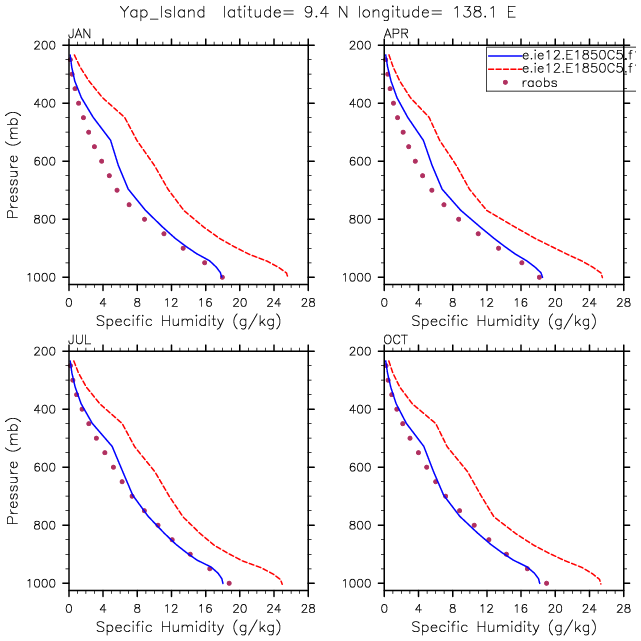 Yap_Island latitude= 9.4 N longitude= 138.1 E
JAN
200
400
600
800
1000
Pressure (mb)
0 4 8 12 16 20 24 28
Specific Humidity (g/kg)
APR
e.ie12.E1850C5.f1
e.ie12.E1850C5.f1
raobs
200
400
600
800
1000
0 4 8 12 16 20 24 28
Specific Humidity (g/kg)
JUL
200
400
600
800
1000
Pressure (mb)
0 4 8 12 16 20 24 28
Specific Humidity (g/kg)
OCT
200
400
600
800
1000
0 4 8 12 16 20 24 28
Specific Humidity (g/kg)